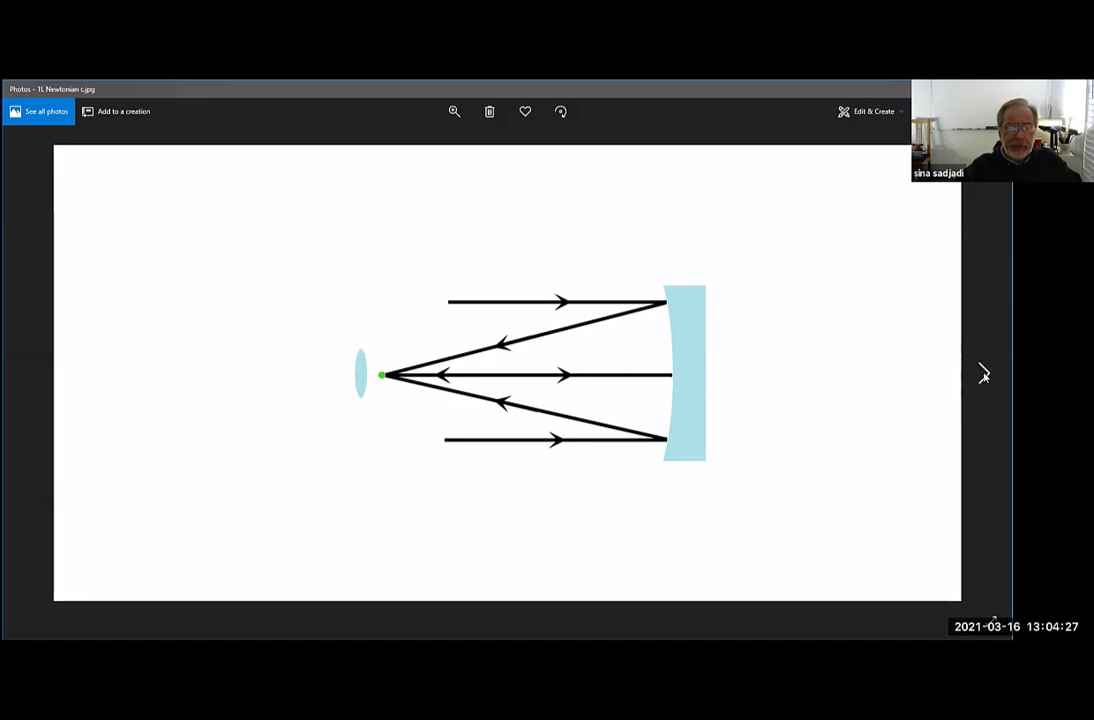 Photos - 1L Newtonian c.jpg
See all photos
Add to a creation
Edit & Create
sina sadjadi
2021-03-16 13:04:27